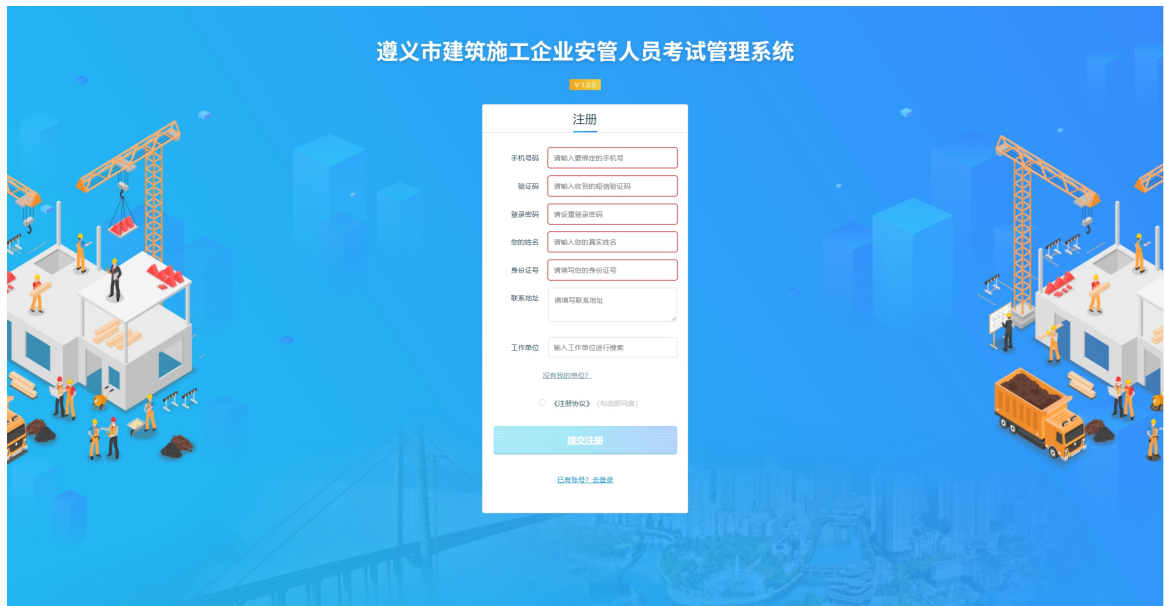 遵义市建筑施工企业安管人员考试管理系统
V 1.0.0
注册
手机号码 请输入要绑定的手机号
验证码 请输入收到的短信验证码
登录密码 请设置登录密码
您的姓名 请输入您的真实姓名
身份证号 请填写您的身份证号
联系地址 请填写联系地址
工作单位 输入工作单位进行搜索
没有我的单位？
《注册协议》 (勾选即同意)
提交注册
已有账号？去登录